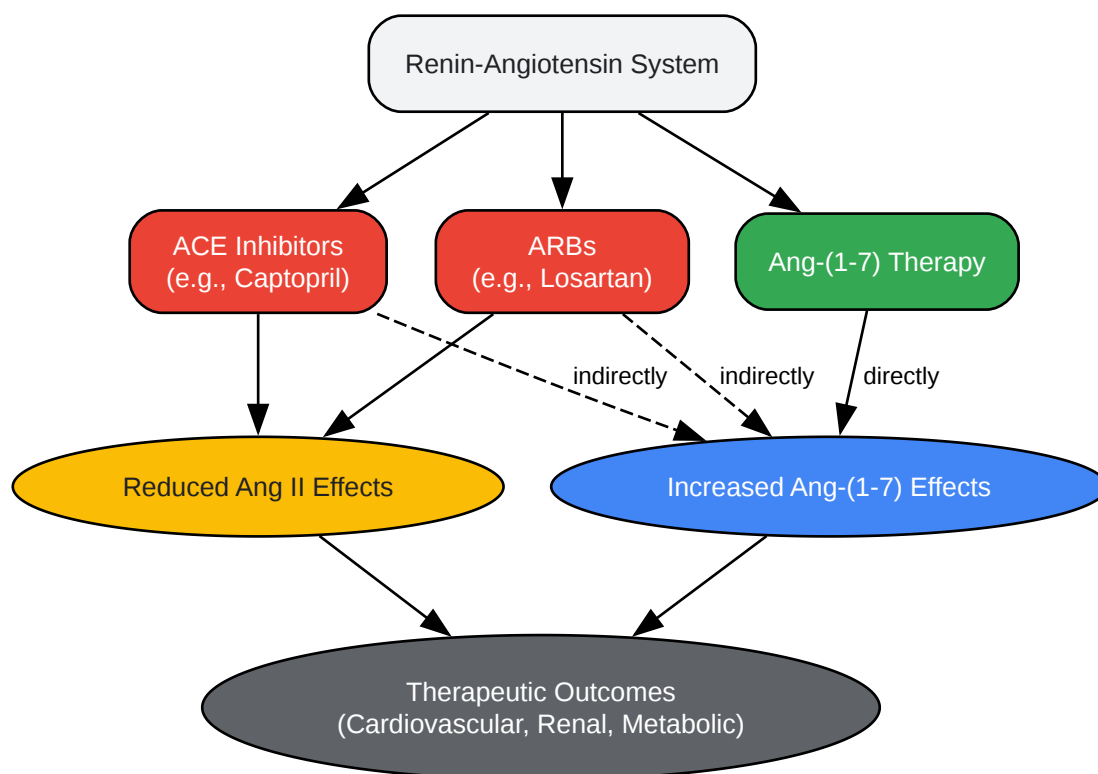 Renin-Angiotensin System
ACE Inhibitors
(e.g., Captopril)
ARBs
(e.g., Losartan)
Ang-(1-7) Therapy
indirectly
indirectly
directly
Reduced Ang II Effects
Increased Ang-(1-7) Effects
Therapeutic Outcomes
(Cardiovascular, Renal, Metabolic)